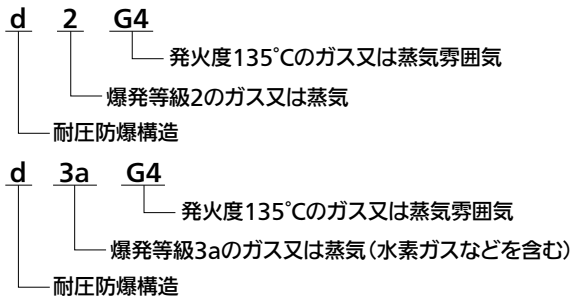 d 2 G4
発火度135℃のガス又は蒸気雰囲気
爆発等級2のガス又は蒸気
耐圧防爆構造
d 3a G4
発火度135℃のガス又は蒸気雰囲気
爆発等級3aのガス又は蒸気(水素ガスなどを含む)
耐圧防爆構造